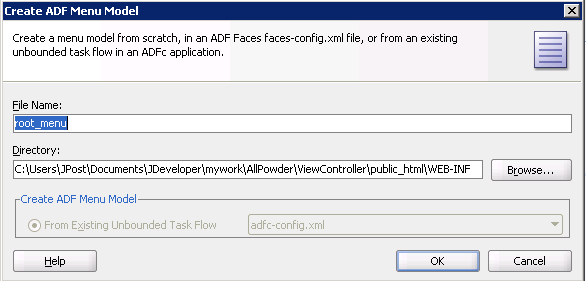 Create ADF Menu Model
Create a menu model from scratch, in an ADF Faces faces-config.xml file, or from an existing
unbounded task flow in an ADFc application.
File Name:
root_menu
Directory:
C:\Users\JPost\Documents\JDeveloper\mywork\AllPowder\ViewController\public_html\WEB-INF
Browse...
Create ADF Menu Model
From Existing Unbounded Task Flow
adfc-config.xml
Help
OK
Cancel